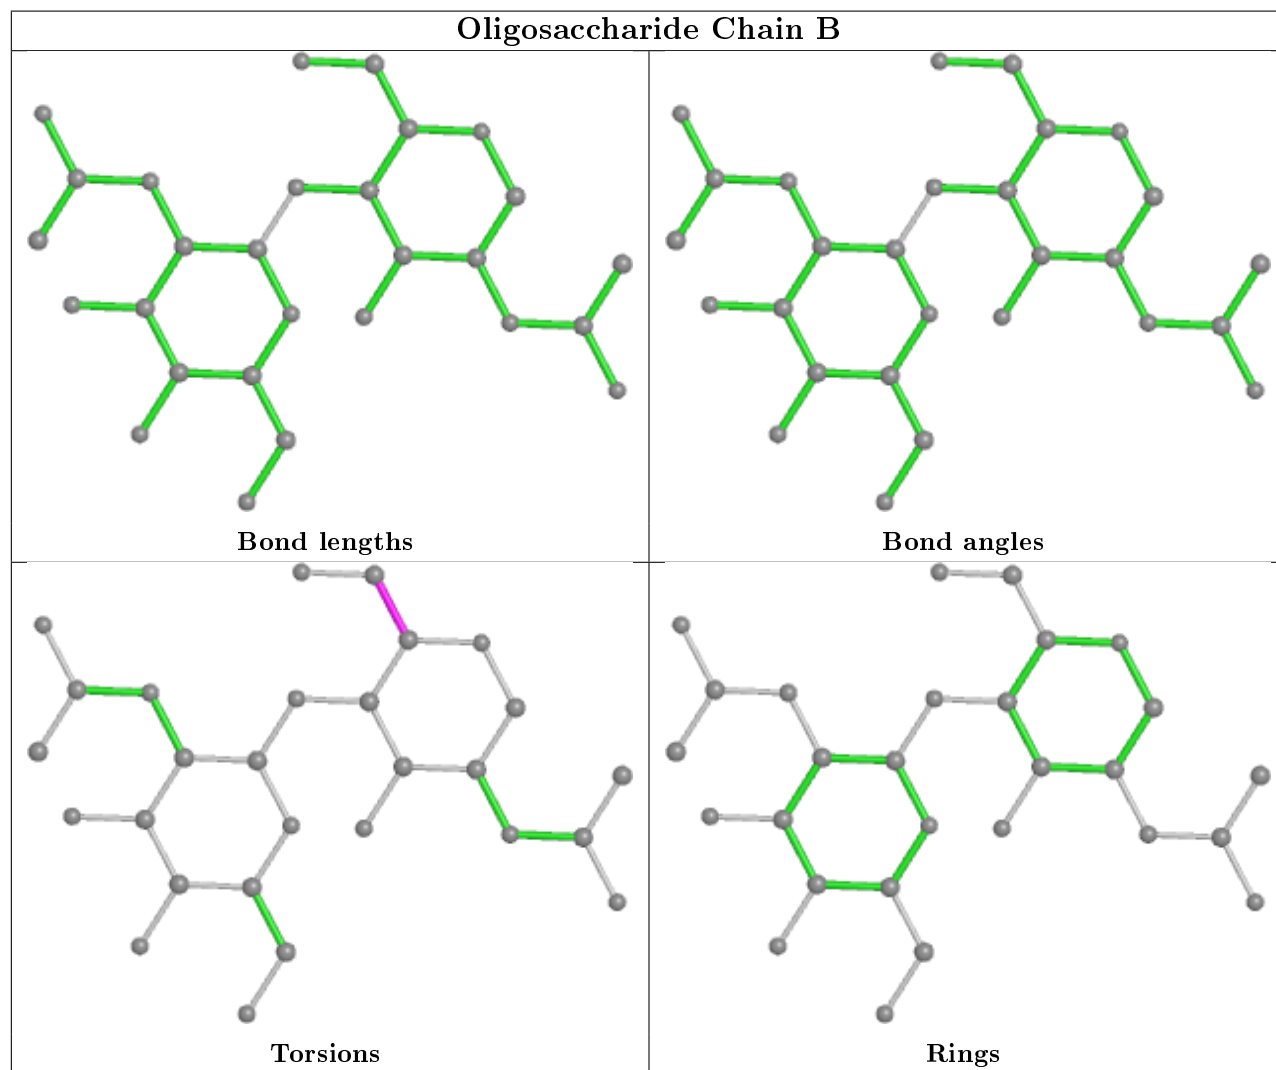 Oligosaccharide Chain B
Bond lengths
Bond angles
Torsions
Rings